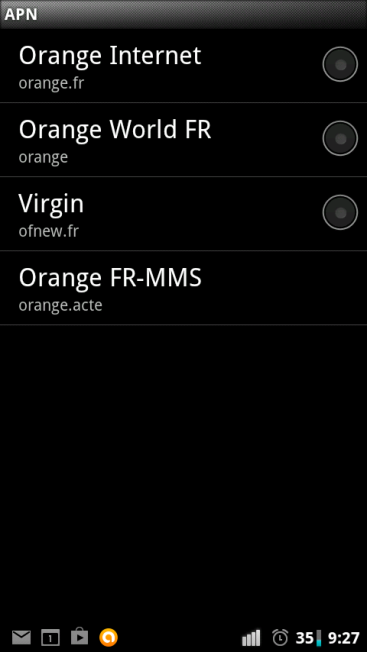 APN
Orange Internet
orange.fr
Orange World FR
orange
Virgin
ofnew.fr
Orange FR-MMS
orange.acte
1
35
9:27